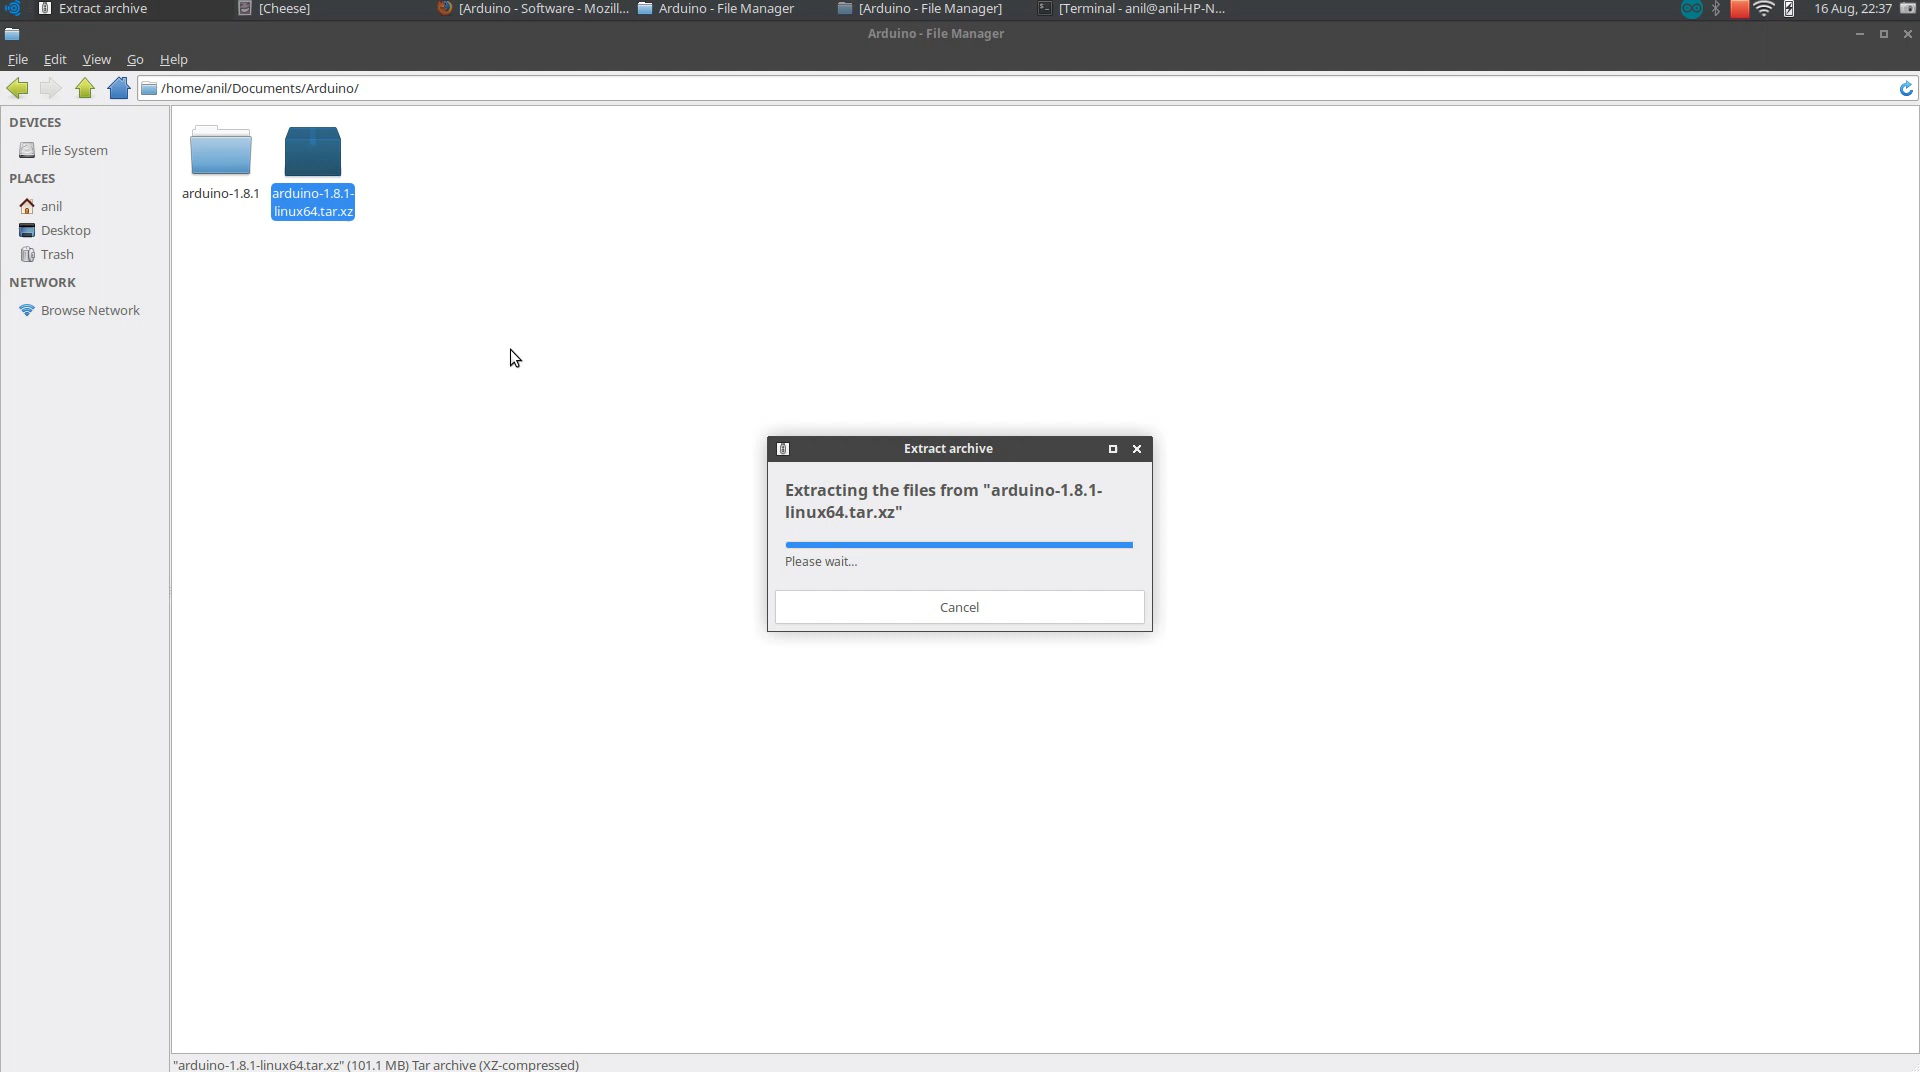 Extract archive
[Cheese]
[Arduino - Software - Mozill...
Arduino - File Manager
[Arduino - File Manager]
[Terminal - anil@anil-HP-N...
16 Aug, 22:37
Arduino - File Manager
File Edit View Go Help
/home/anil/Documents/Arduino/
DEVICES
File System
PLACES
anil
Desktop
Trash
NETWORK
Browse Network
arduino-1.8.1
arduino-1.8.1-
linux64.tar.xz
Extract archive
Extracting the files from "arduino-1.8.1-
linux64.tar.xz"
Please wait...
Cancel
"arduino-1.8.1-linux64.tar.xz" (101.1 MB) Tar archive (XZ-compressed)